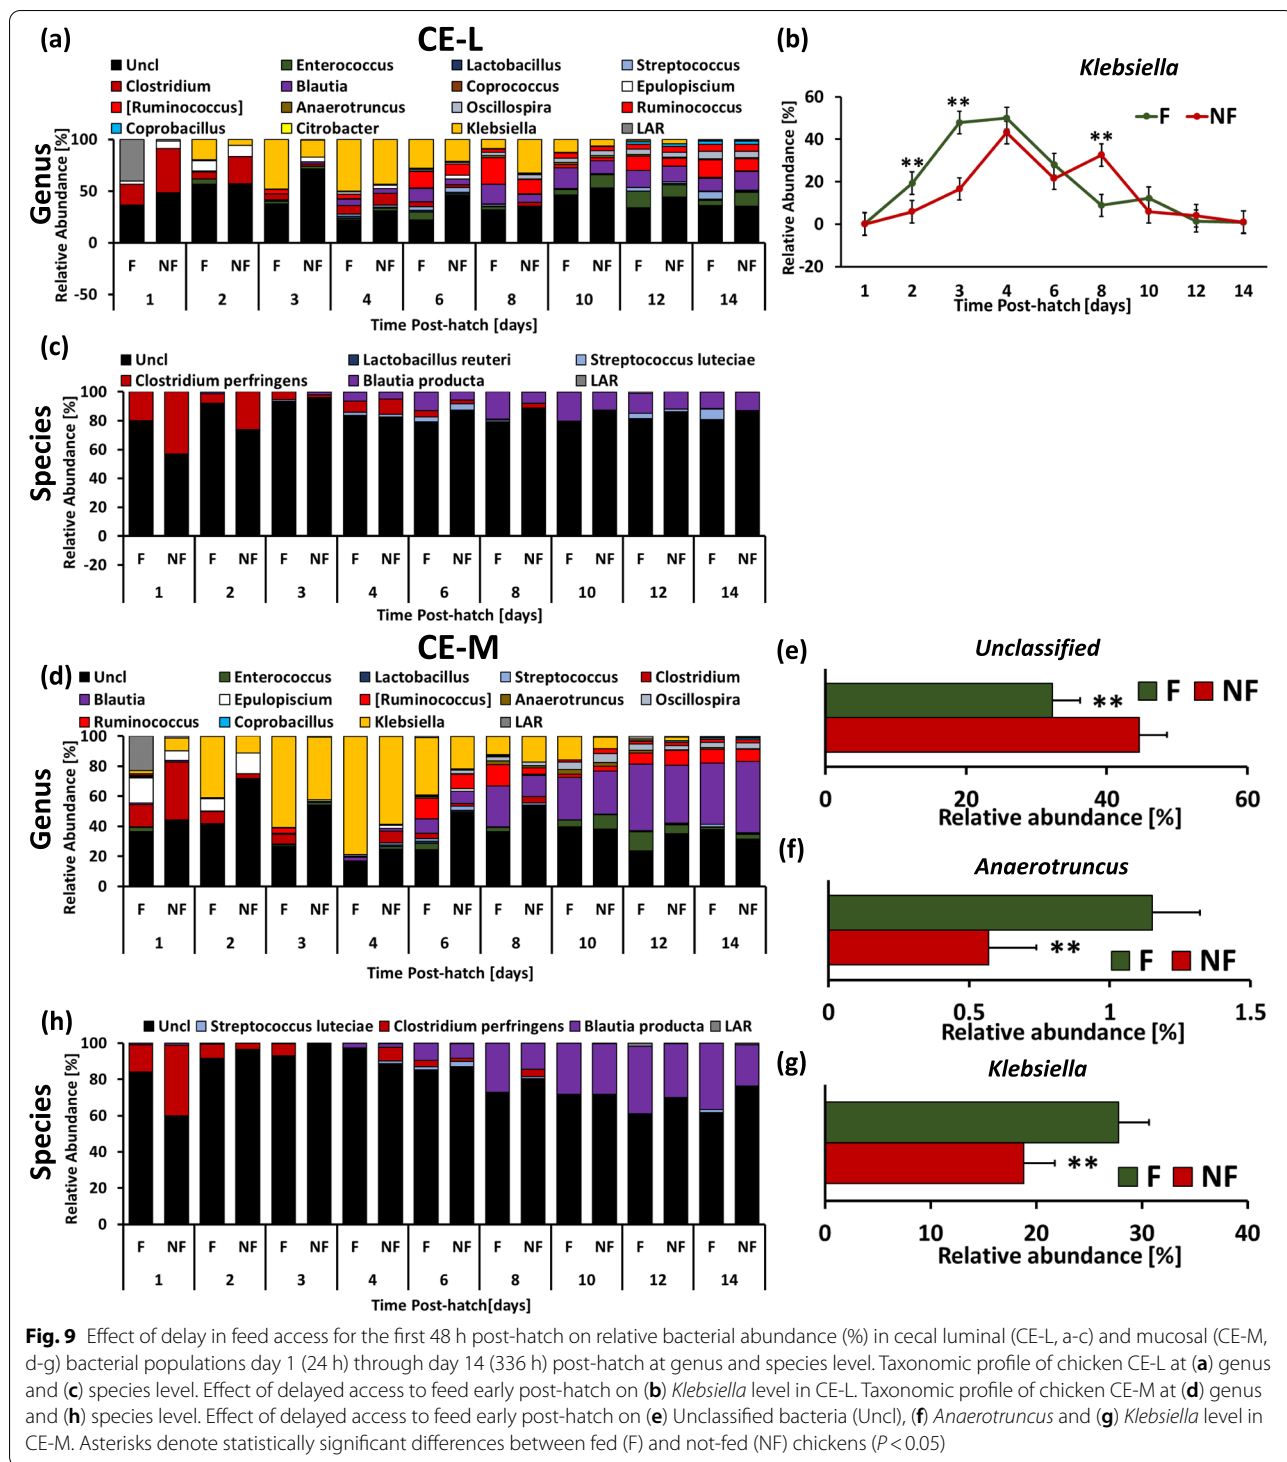 (a)
CE-L
Uncl Enterococcus Lactobacillus Streptococcus
Clostridium Blautia Coprococcus Epulopiscium
[Ruminococcus] Anaerotruncus Oscillospira Ruminococcus
Coprobacillus Citrobacter Klebsiella LAR
Genus
Relative Abundance [%]
100
50
0
-50
F NF F NF F NF F NF F NF F NF F NF F NF F NF
1 2 3 4 6 8 10 12 14
Time Post-hatch [days]
(b)
Klebsiella
F NF
Relative Abundance [%]
60
40
20
0
-20
** ** **
1 2 3 4 6 8 10 12 14
Time Post-hatch [days]
(c)
Uncl Lactobacillus reuteri Streptococcus luteciae
Clostridium perfringens Blautia producta LAR
Species
Relative Abundance [%]
100
80
60
40
20
0
-20
F NF F NF F NF F NF F NF F NF F NF F NF F NF
1 2 3 4 6 8 10 12 14
Time Post-hatch [days]
CE-M
(d)
Uncl Enterococcus Lactobacillus Streptococcus Clostridium
Blautia Epulopiscium [Ruminococcus] Anaerotruncus Oscillospira
Ruminococcus Coprobacillus Klebsiella LAR
Genus
Relative Abundance [%]
100
80
60
40
20
0
F NF F NF F NF F NF F NF F NF F NF F NF F NF
1 2 3 4 6 8 10 12 14
Time Post-hatch [days]
(e)
Unclassified
** F NF
0 20 40 60
Relative abundance [%]
(f)
Anaerotruncus
** F NF
0 0.5 1 1.5
Relative abundance [%]
(g)
Klebsiella
** F NF
0 10 20 30 40
Relative abundance [%]
(h)
Uncl Streptococcus luteciae Clostridium perfringens Blautia producta LAR
Species
Relative Abundance [%]
100
80
60
40
20
0
F NF F NF F NF F NF F NF F NF F NF F NF F NF
1 2 3 4 6 8 10 12 14
Time Post-hatch[days]
Fig. 9 Effect of delay in feed access for the first 48 h post-hatch on relative bacterial abundance (%) in cecal luminal (CE-L, a-c) and mucosal (CE-M,
d-g) bacterial populations day 1 (24 h) through day 14 (336 h) post-hatch at genus and species level. Taxonomic profile of chicken CE-L at (a) genus
and (c) species level. Effect of delayed access to feed early post-hatch on (b) Klebsiella level in CE-L. Taxonomic profile of chicken CE-M at (d) genus
and (h) species level. Effect of delayed access to feed early post-hatch on (e) Unclassified bacteria (Uncl), (f) Anaerotruncus and (g) Klebsiella level in
CE-M. Asterisks denote statistically significant differences between fed (F) and not-fed (NF) chickens (P < 0.05)